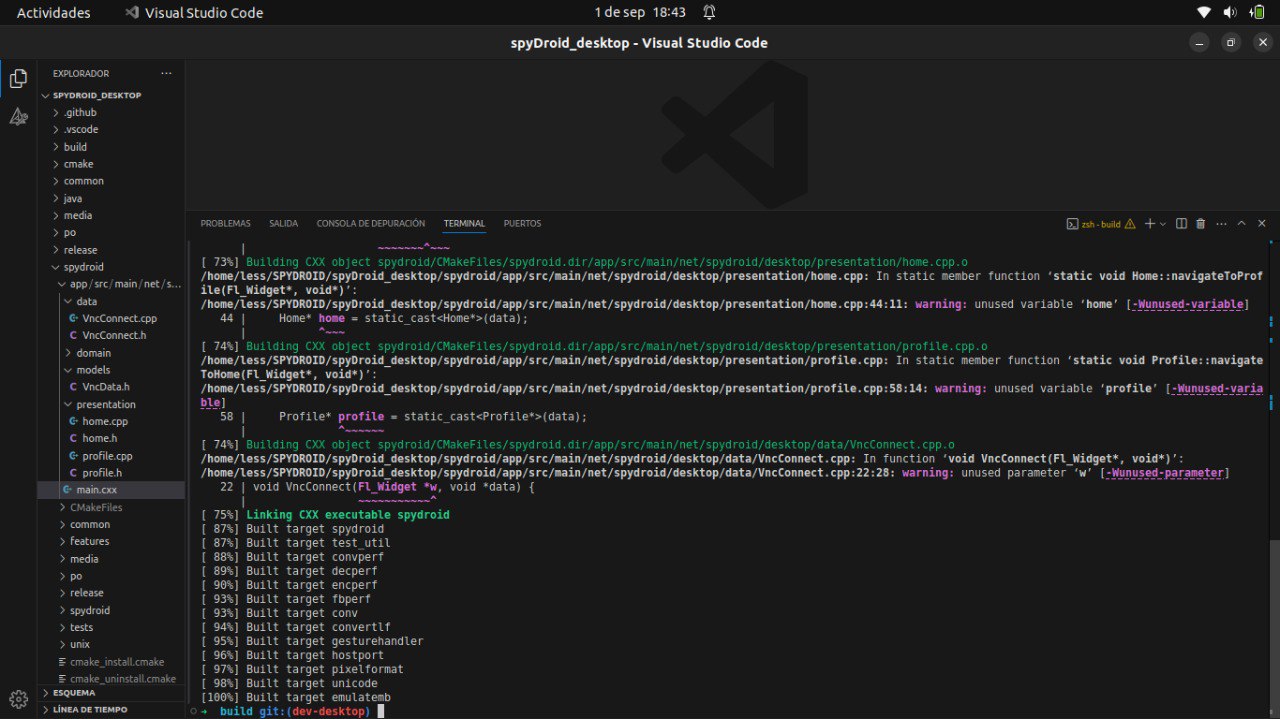 Actividades
Visual Studio Code
1 de sep 18:43
spyDroid_desktop - Visual Studio Code
EXPLORADOR
SPYDROID_DESKTOP
.github
.vscode
build
cmake
common
java
media
po
release
spydroid
app / src / main / net / s...
data
VncConnect.cpp
VncConnect.h
domain
models
VncData.h
presentation
home.cpp
home.h
profile.cpp
profile.h
main.cxx
CMakeFiles
common
features
media
po
release
spydroid
tests
unix
cmake_install.cmake
cmake_uninstall.cmake
ESQUEMA
LÍNEA DE TIEMPO
PROBLEMAS SALIDA CONSOLA DE DEPURACIÓN TERMINAL PUERTOS
zsh - build
| ~~~~~~~^~~~
[ 73%] Building CXX object spydroid/CMakeFiles/spydroid.dir/app/src/main/net/spydroid/desktop/presentation/home.cpp.o
/home/less/SPYDROID/spyDroid_desktop/spydroid/app/src/main/net/spydroid/desktop/presentation/home.cpp: In static member function ‘static void Home::navigateToProf
ile(Fl_Widget*, void*)’:
/home/less/SPYDROID/spyDroid_desktop/spydroid/app/src/main/net/spydroid/desktop/presentation/home.cpp:44:11: warning: unused variable ‘home’ [-Wunused-variable]
44 | Home* home = static_cast<Home*>(data);
| ^~~~
[ 74%] Building CXX object spydroid/CMakeFiles/spydroid.dir/app/src/main/net/spydroid/desktop/presentation/profile.cpp.o
/home/less/SPYDROID/spyDroid_desktop/spydroid/app/src/main/net/spydroid/desktop/presentation/profile.cpp: In static member function ‘static void Profile::navigate
ToHome(Fl_Widget*, void*)’:
/home/less/SPYDROID/spyDroid_desktop/spydroid/app/src/main/net/spydroid/desktop/presentation/profile.cpp:58:14: warning: unused variable ‘profile’ [-Wunused-varia
ble]
58 | Profile* profile = static_cast<Profile*>(data);
| ^~~~~~~
[ 74%] Building CXX object spydroid/CMakeFiles/spydroid.dir/app/src/main/net/spydroid/desktop/data/VncConnect.cpp.o
/home/less/SPYDROID/spyDroid_desktop/spydroid/app/src/main/net/spydroid/desktop/data/VncConnect.cpp: In function ‘void VncConnect(Fl_Widget*, void*)’:
/home/less/SPYDROID/spyDroid_desktop/spydroid/app/src/main/net/spydroid/desktop/data/VncConnect.cpp:22:28: warning: unused parameter ‘w’ [-Wunused-parameter]
22 | void VncConnect(Fl_Widget *w, void *data) {
| ~~~~~~~~~~~^
[ 75%] Linking CXX executable spydroid
[ 87%] Built target spydroid
[ 87%] Built target test_util
[ 88%] Built target convperf
[ 89%] Built target decperf
[ 90%] Built target encperf
[ 93%] Built target fbperf
[ 93%] Built target conv
[ 94%] Built target convertlf
[ 95%] Built target gesturehandler
[ 96%] Built target hostport
[ 97%] Built target pixelformat
[ 98%] Built target unicode
[100%] Built target emulatemb
➜ build git:(dev-desktop)